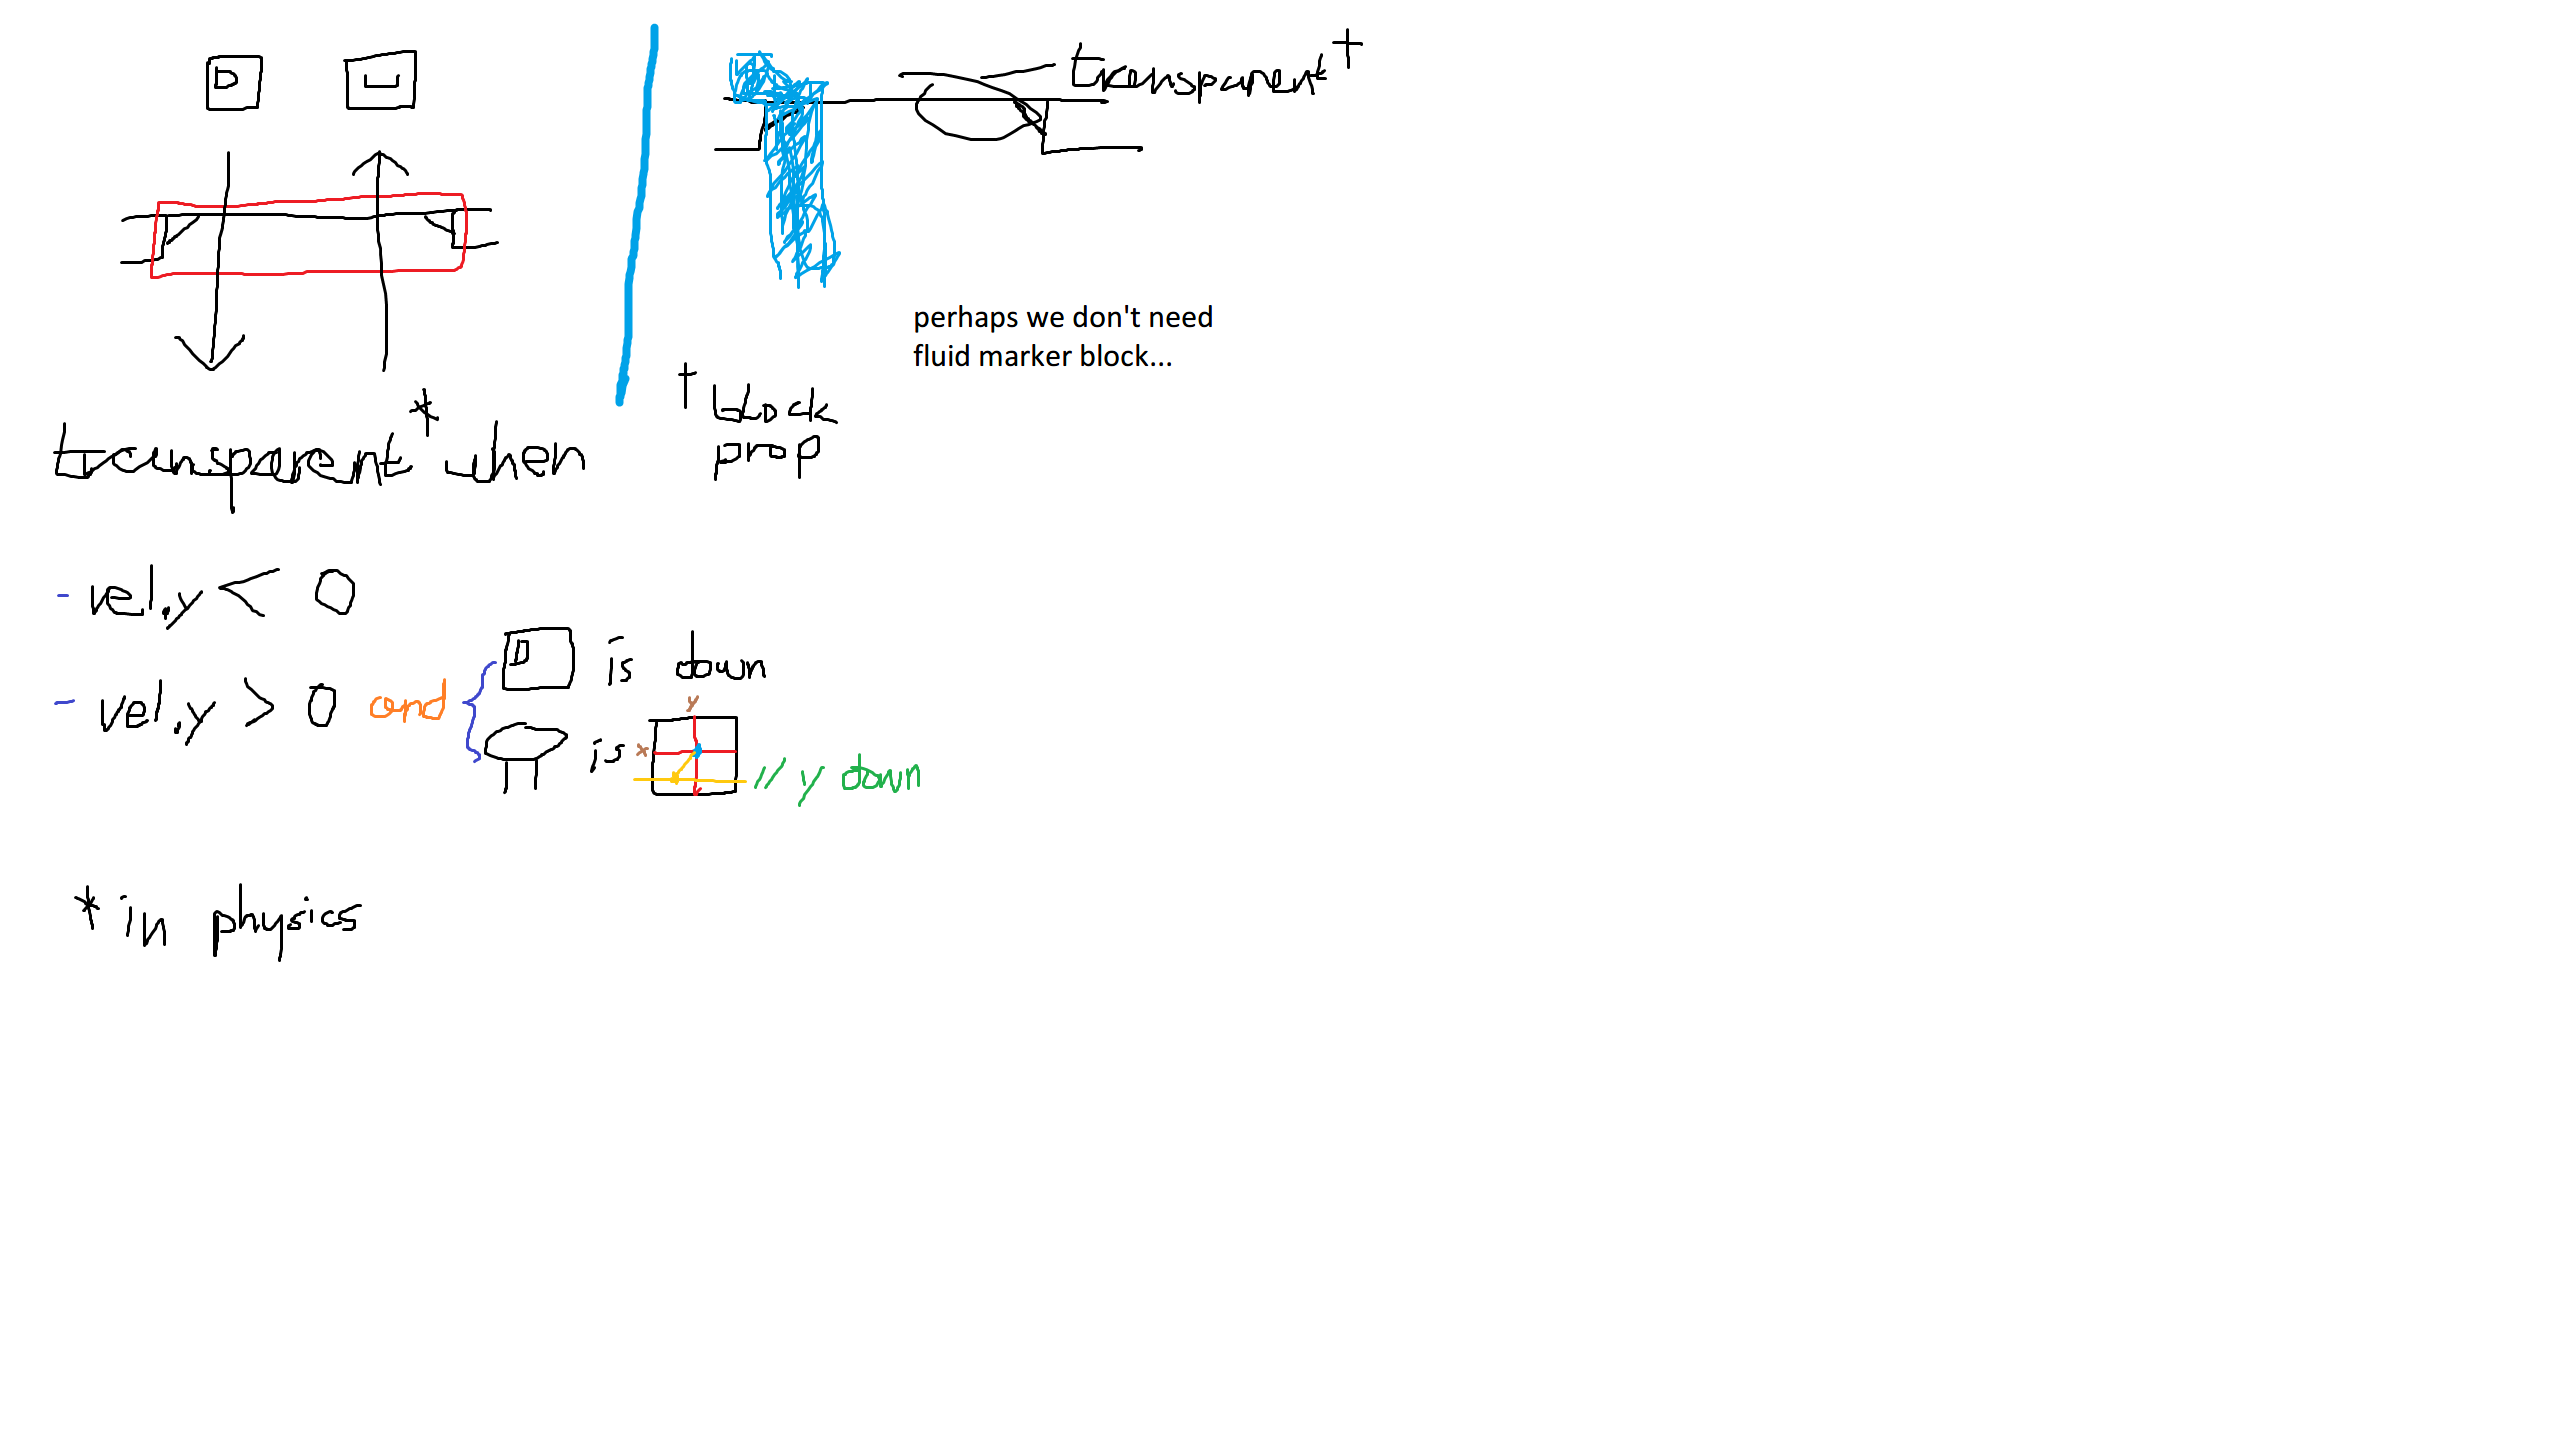 D U
transparent* when
- vel.y < 0
- vel.y > 0 and
D is down
is
x
y
// y down
* in physics
transparent†
perhaps we don't need
fluid marker block...
† block
prop